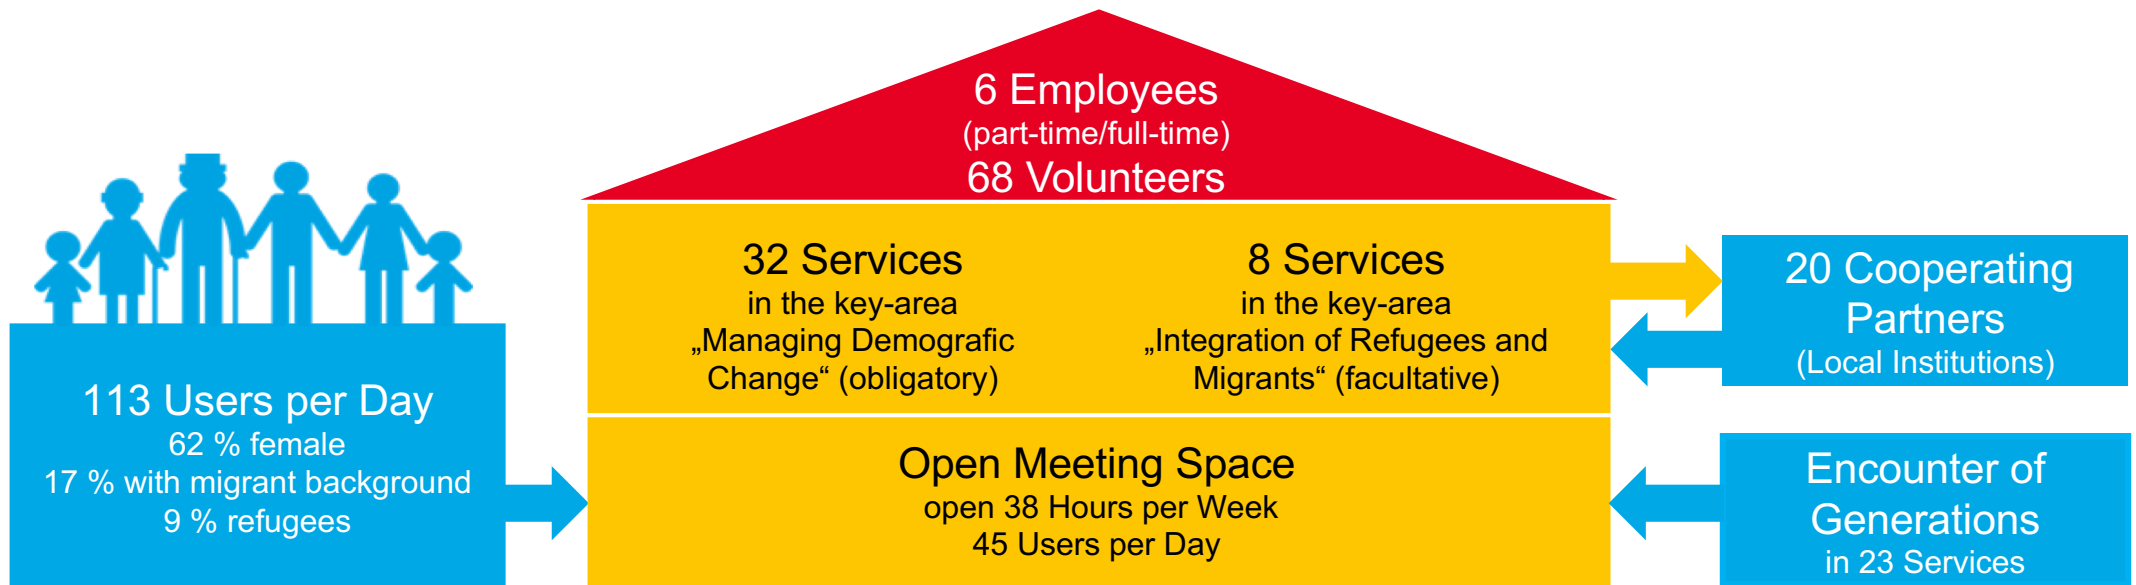 6 Employees
(part-time/full-time)
68 Volunteers
32 Services
in the key-area
„Managing Demografic
Change“ (obligatory)
8 Services
in the key-area
„Integration of Refugees and
Migrants“ (facultative)
20 Cooperating
Partners
(Local Institutions)
113 Users per Day
62 % female
17 % with migrant background
9 % refugees
Open Meeting Space
open 38 Hours per Week
45 Users per Day
Encounter of
Generations
in 23 Services